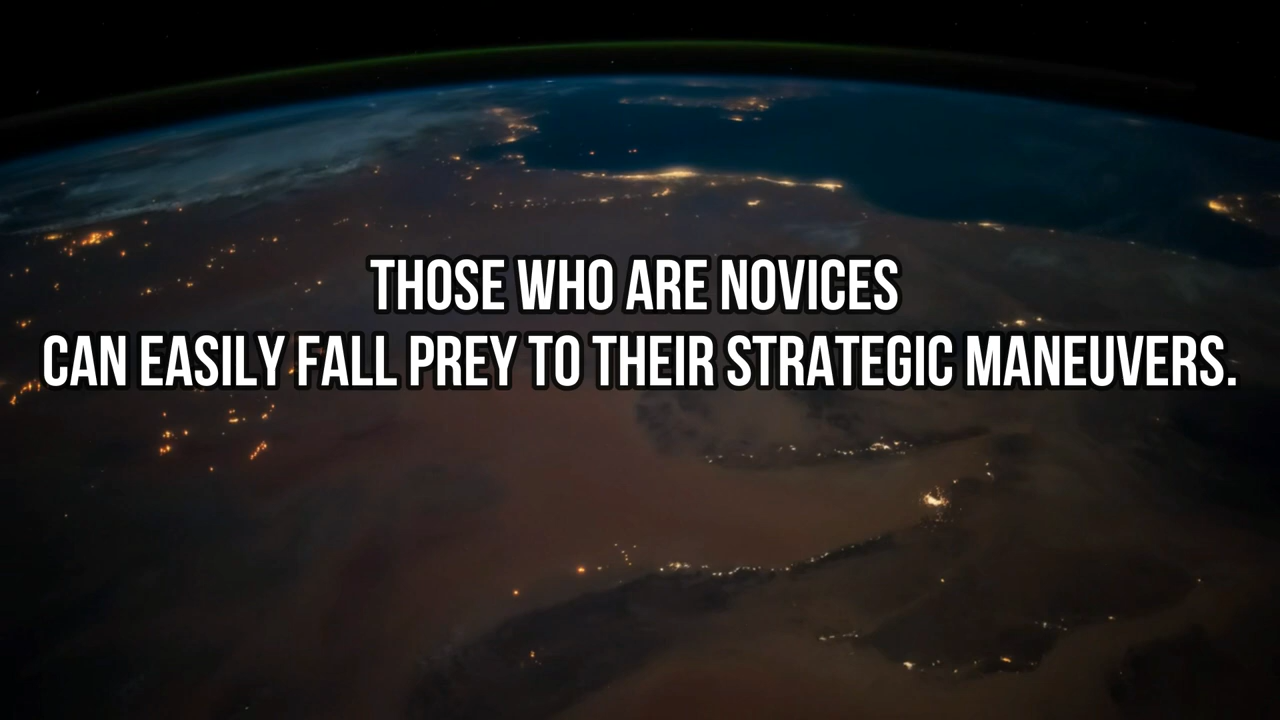 THOSE WHO ARE NOVICES
CAN EASILY FALL PREY TO THEIR STRATEGIC MANEUVERS.